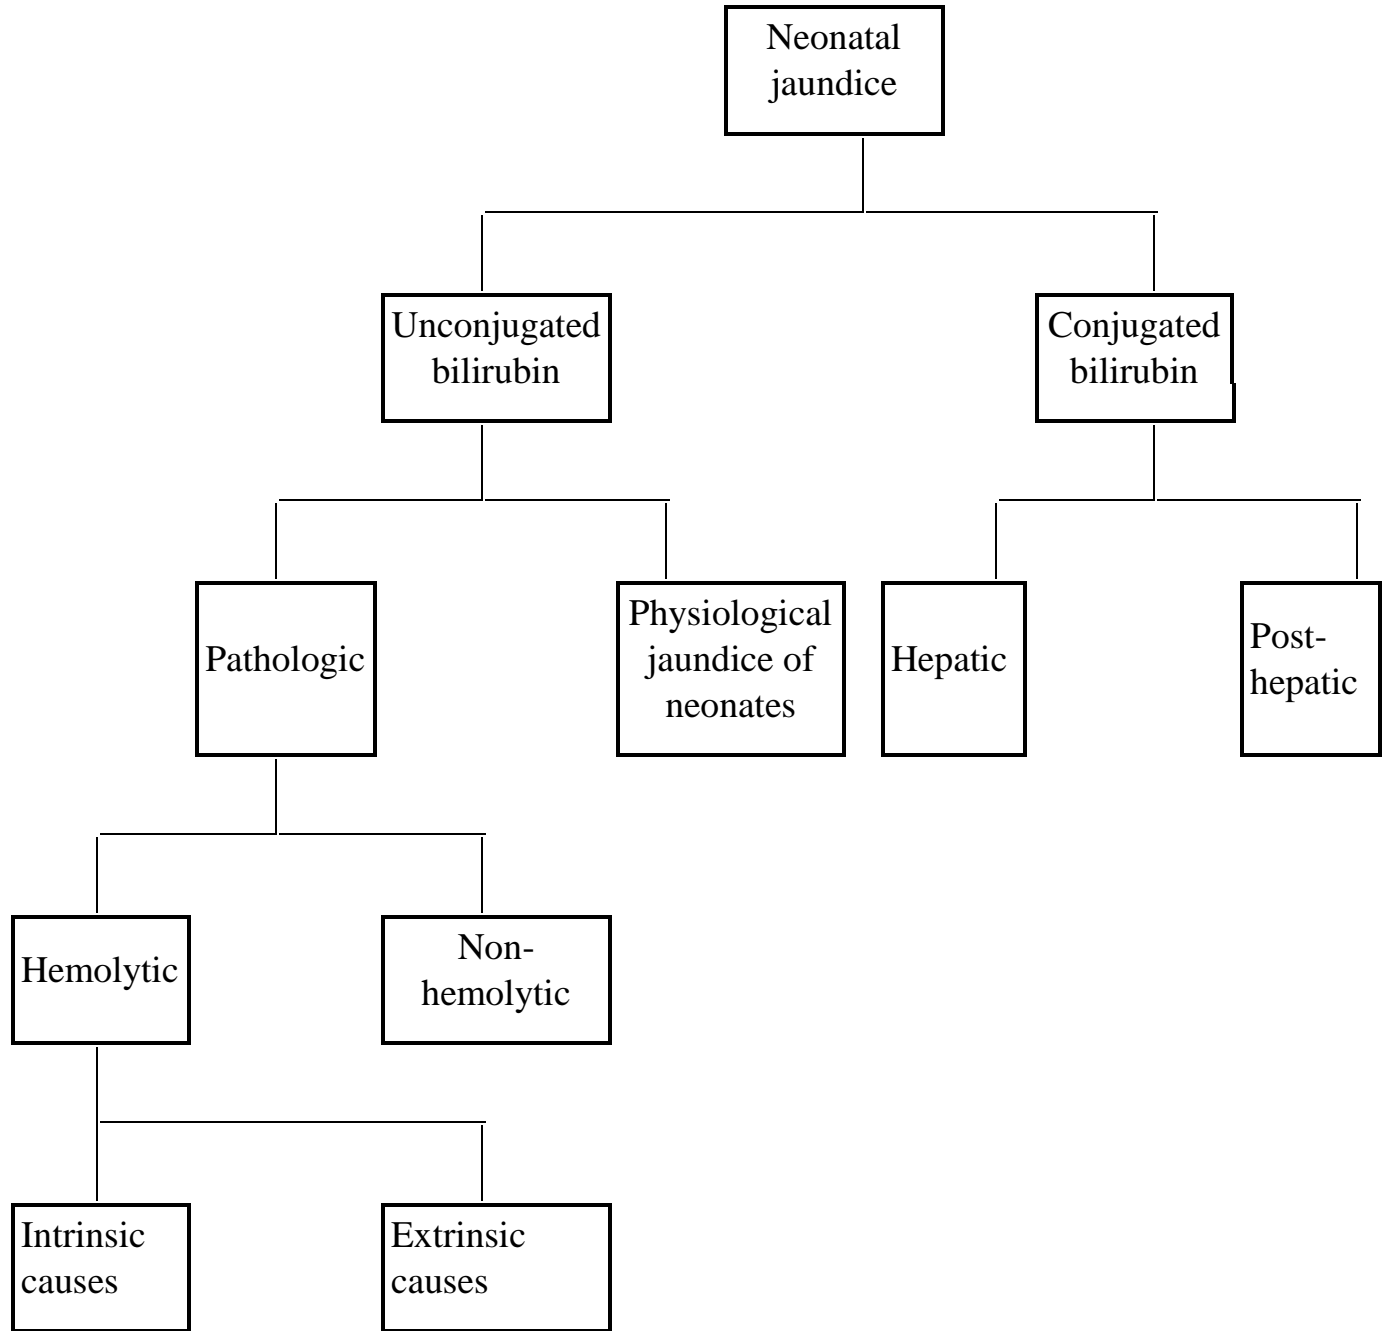 Neonatal
jaundice
Unconjugated
bilirubin
Conjugated
bilirubin
Pathologic
Physiological
jaundice of
neonates
Hepatic
Post-
hepatic
Hemolytic
Non-
hemolytic
Intrinsic
causes
Extrinsic
causes